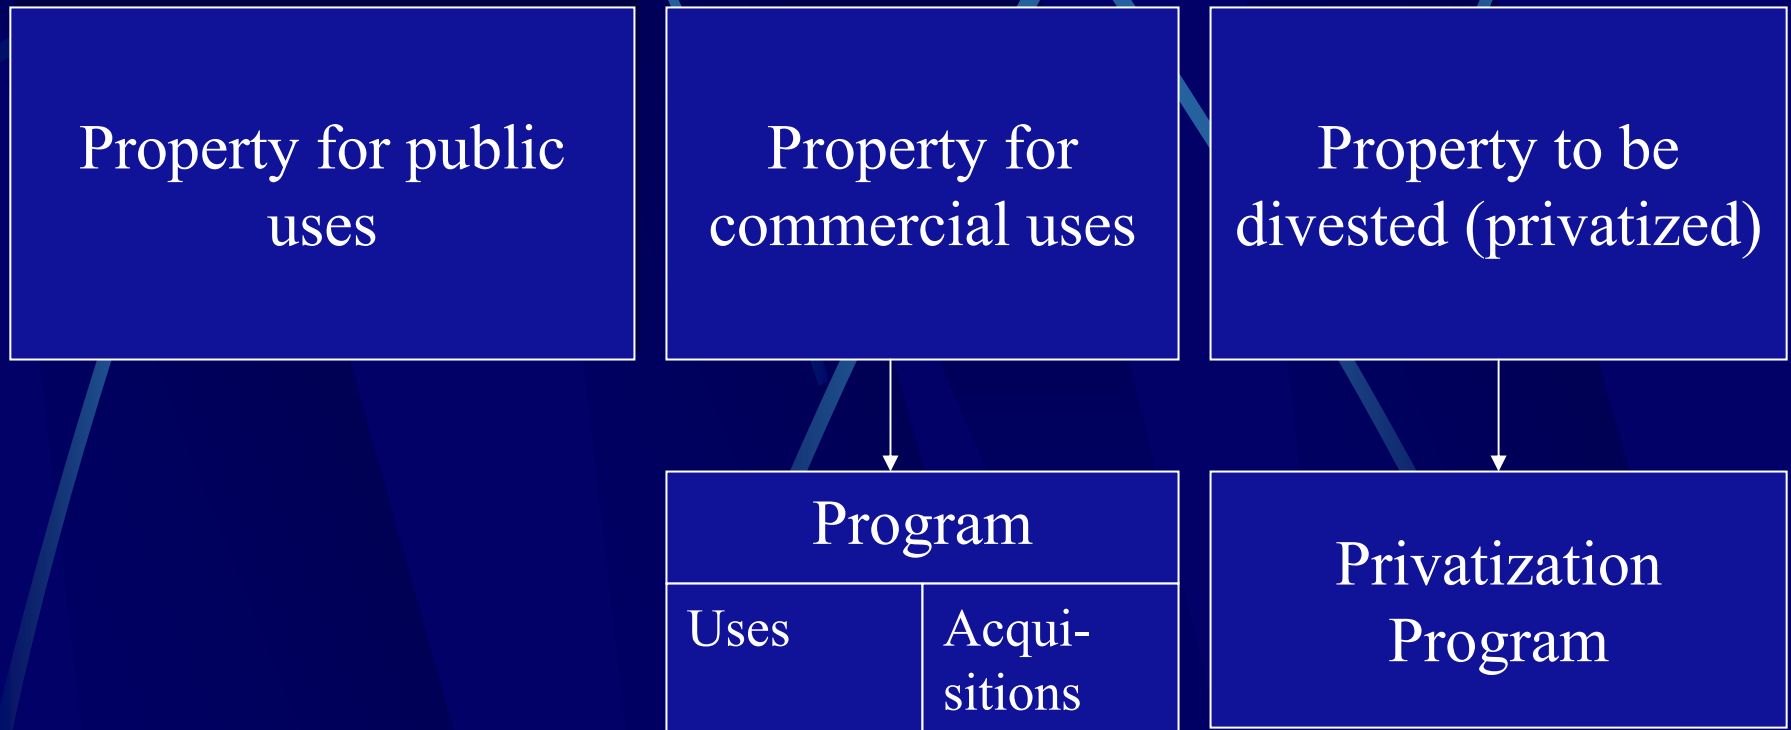 Property for public
uses
Property for
commercial uses
Property to be
divested (privatized)
Program
Uses
Acqui-
sitions
Privatization
Program